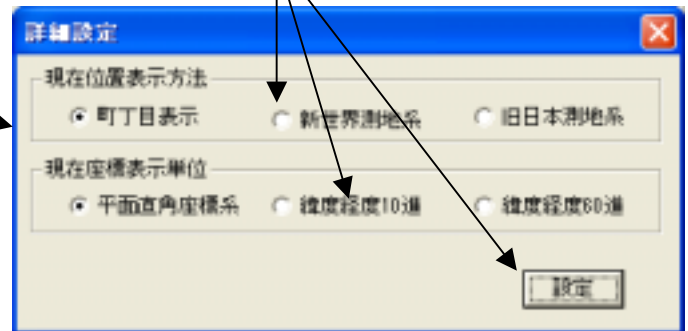 詳細設定
現在位置表示方法
町丁目表示 新世界測地系 旧日本測地系
現在座標表示単位
平面直角座標系 緯度経度10進 緯度経度60進
設定